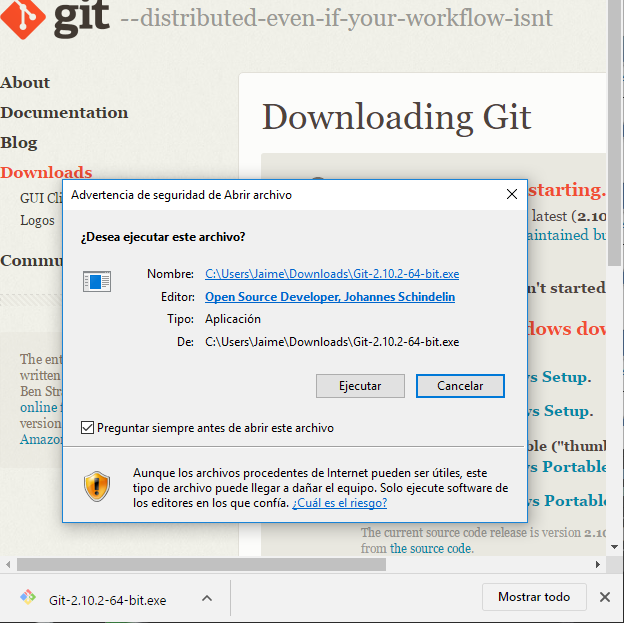 git --distributed-even-if-your-workflow-isnt
About
Documentation
Blog
Downloads
GUI Cli
Logos
Commu
The ent
written
Ben Stra
online f
version
Amazon
Downloading Git
starting.
latest (2.10
aintained bu
n't started
dows dow
vs Setup.
vs Setup.
ble ("thumb
vs Portable
vs Portable
The current source code release is version 2.10
from the source code.
Advertencia de seguridad de Abrir archivo
¿Desea ejecutar este archivo?
Nombre: C:\Users\Jaime\Downloads\Git-2.10.2-64-bit.exe
Editor: Open Source Developer, Johannes Schindelin
Tipo: Aplicación
De: C:\Users\Jaime\Downloads\Git-2.10.2-64-bit.exe
Ejecutar Cancelar
Preguntar siempre antes de abrir este archivo
Aunque los archivos procedentes de Internet pueden ser útiles, este
tipo de archivo puede llegar a dañar el equipo. Solo ejecute software de
los editores en los que confía. ¿Cuál es el riesgo?
Git-2.10.2-64-bit.exe
Mostrar todo